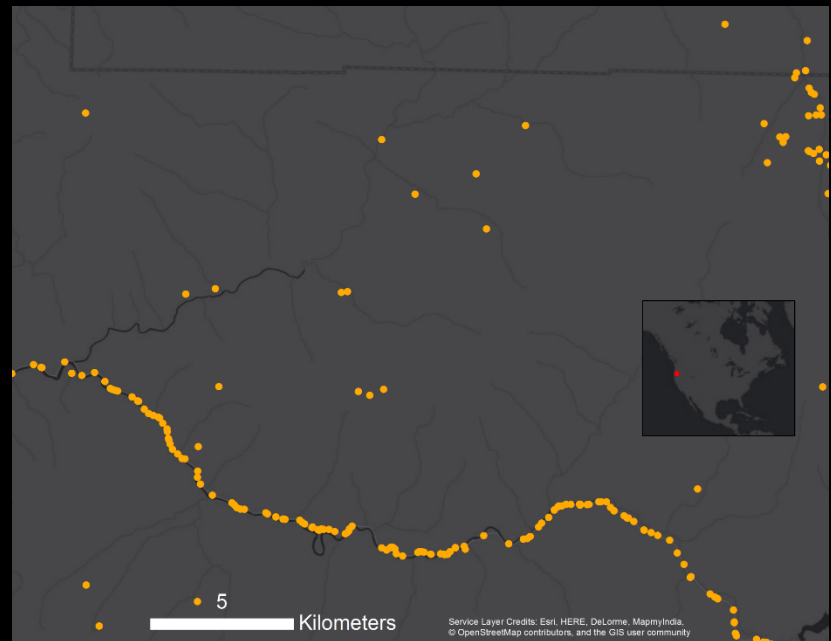 5
Kilometers
Service Layer Credits: Esri, HERE, DeLorme, MapmyIndia,
© OpenStreetMap contributors, and the GIS user community